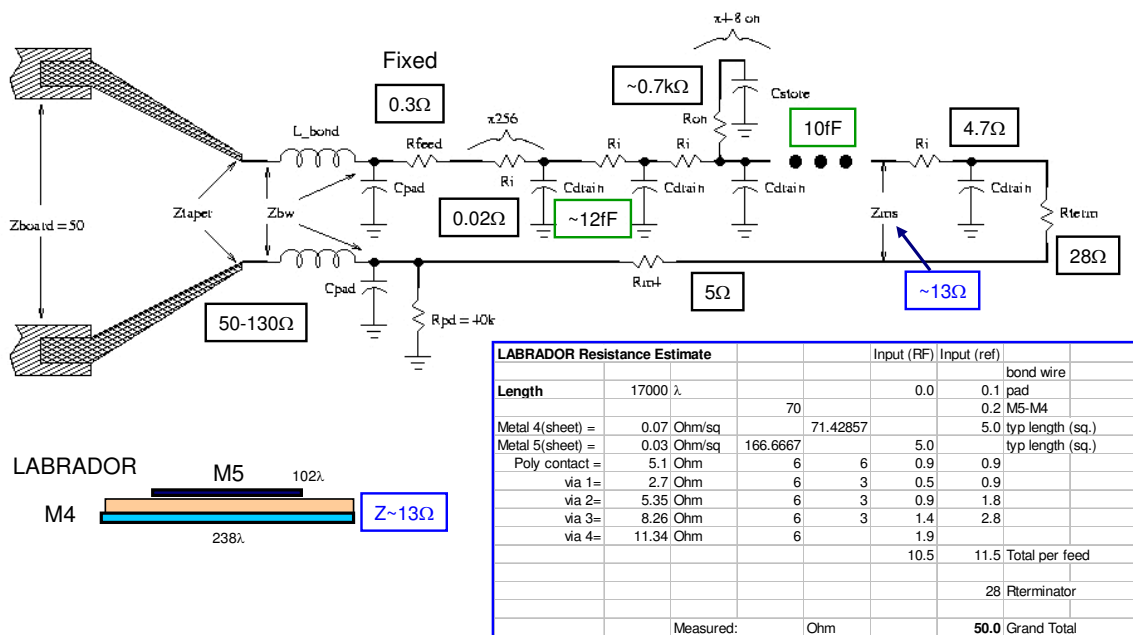 π+8 on
Fixed
~0.7kΩ
Cstore
0.3Ω
π256
Ron
10fF
4.7Ω
L_bond
Rfeed
Ri
Ri
Ri
Ri
Cpad
Cdrain
Cdrain
Cdrain
Cdrain
Zboard = 50
Ztaper
Zbw
0.02Ω
~12fF
Zms
Rterm
Cpad
Rint
5Ω
~13Ω
28Ω
50-130Ω
Rpd = 40k
LABRADOR Resistance Estimate Input (RF) Input (ref)
bond wire
Length 17000 λ 0.0 0.1 pad
70 0.2 M5-M4
Metal 4(sheet) = 0.07 Ohm/sq 71.42857 5.0 typ length (sq.)
Metal 5(sheet) = 0.03 Ohm/sq 166.6667 5.0 typ length (sq.)
Poly contact = 5.1 Ohm 6 6 0.9 0.9
via 1= 2.7 Ohm 6 3 0.5 0.9
via 2= 5.35 Ohm 6 3 0.9 1.8
via 3= 8.26 Ohm 6 3 1.4 2.8
via 4= 11.34 Ohm 6 1.9
10.5 11.5 Total per feed
28 Rterminator
Measured: Ohm 50.0 Grand Total
LABRADOR
M5
102λ
M4
Z~13Ω
238λ